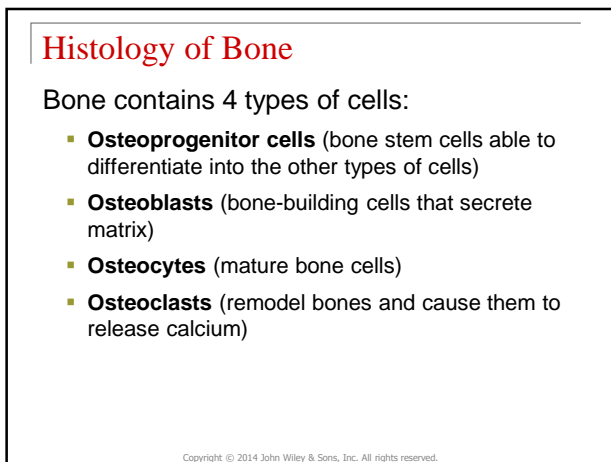 Histology of Bone
Bone contains 4 types of cells:
▪ Osteoprogenitor cells (bone stem cells able to
differentiate into the other types of cells)
▪ Osteoblasts (bone-building cells that secrete
matrix)
▪ Osteocytes (mature bone cells)
▪ Osteoclasts (remodel bones and cause them to
release calcium)
Copyright © 2014 John Wiley & Sons, Inc. All rights reserved.